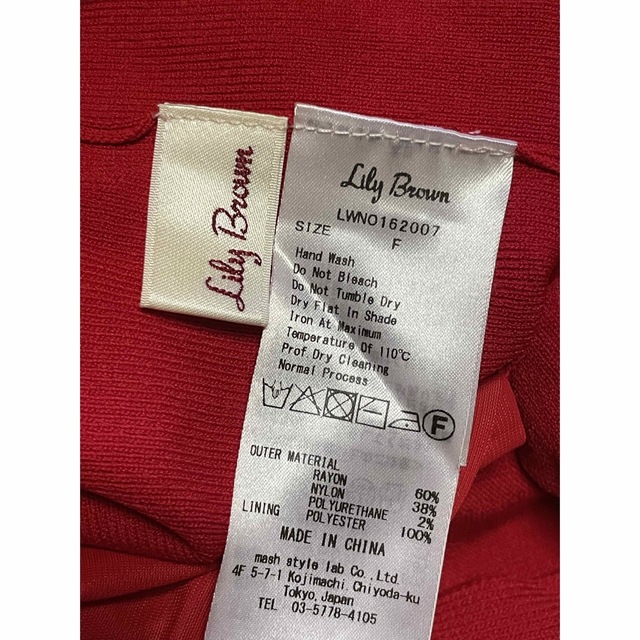 Lily Brown
Lily Brown
LWNO162007
SIZE F
Hand Wash
Do Not Bleach
Do Not Tumble Dry
Dry Flat In Shade
Iron At Maximum
Temperature Of 110℃
Prof. Dry Cleaning
Normal Process
F
OUTER MATERIAL
RAYON 60%
NYLON 38%
POLYURETHANE 2%
LINING POLYESTER 100%
MADE IN CHINA
mash style lab Co.,Ltd.
4F 5-7-1 Kojimachi, Chiyoda-ku
Tokyo, Japan
TEL 03-5778-4105